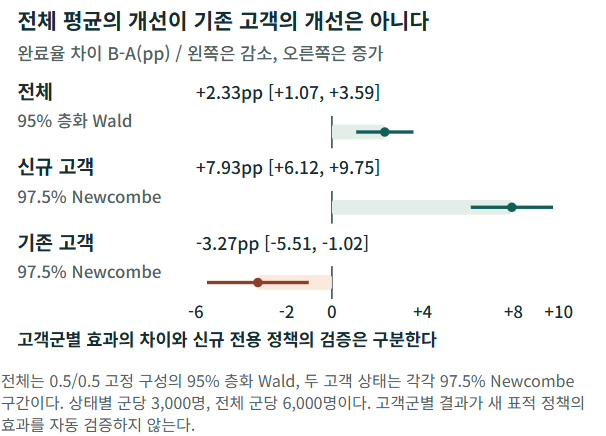 전체 평균의 개선이 기존 고객의 개선은 아니다
완료율 차이 B-A(pp) / 왼쪽은 감소, 오른쪽은 증가
전체 +2.33pp [+1.07, +3.59]
95% 층화 Wald
신규 고객 +7.93pp [+6.12, +9.75]
97.5% Newcombe
기존 고객 -3.27pp [-5.51, -1.02]
97.5% Newcombe
-6 -2 0 +4 +8 +10
고객군별 효과의 차이와 신규 전용 정책의 검증은 구분한다
전체는 0.5/0.5 고정 구성의 95% 층화 Wald, 두 고객 상태는 각각 97.5% Newcombe
구간이다. 상태별 군당 3,000명, 전체 군당 6,000명이다. 고객군별 결과가 새 표적 정책의
효과를 자동 검증하지 않는다.